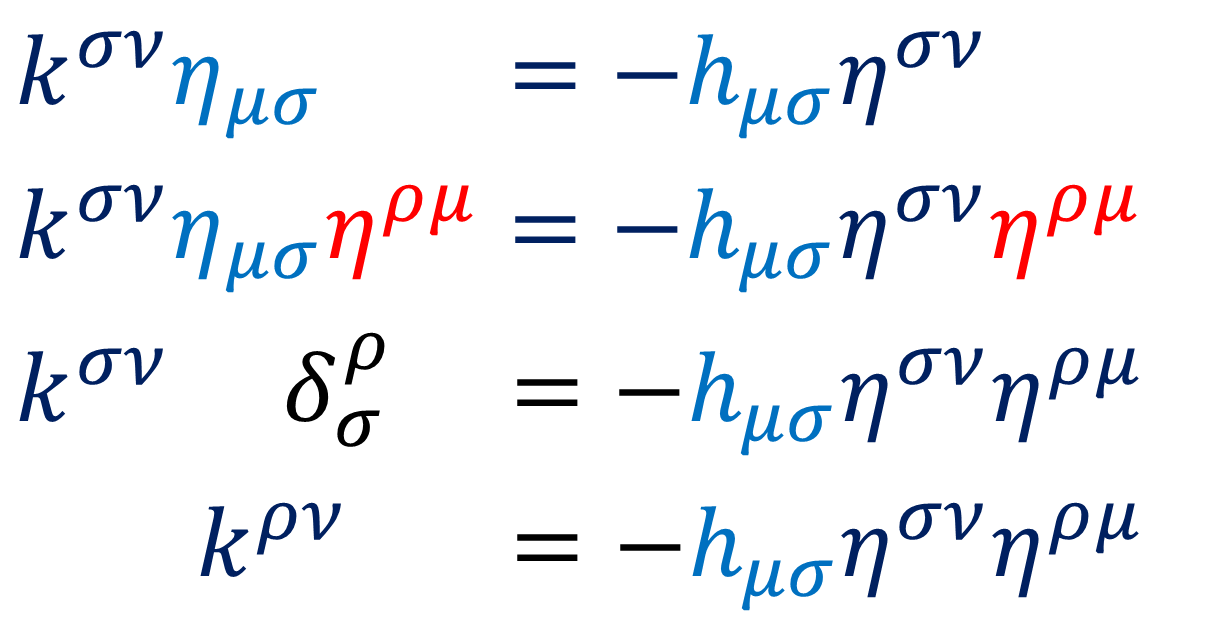 𝑘^{𝜎𝜈}𝜂_{𝜇𝜎} = −ℎ_{𝜇𝜎}𝜂^{𝜎𝜈}
𝑘^{𝜎𝜈}𝜂_{𝜇𝜎}𝜂^{𝜌𝜇} = −ℎ_{𝜇𝜎}𝜂^{𝜎𝜈}𝜂^{𝜌𝜇}
𝑘^{𝜎𝜈} 𝛿^{𝜌}_{𝜎} = −ℎ_{𝜇𝜎}𝜂^{𝜎𝜈}𝜂^{𝜌𝜇}
𝑘^{𝜌𝜈} = −ℎ_{𝜇𝜎}𝜂^{𝜎𝜈}𝜂^{𝜌𝜇}